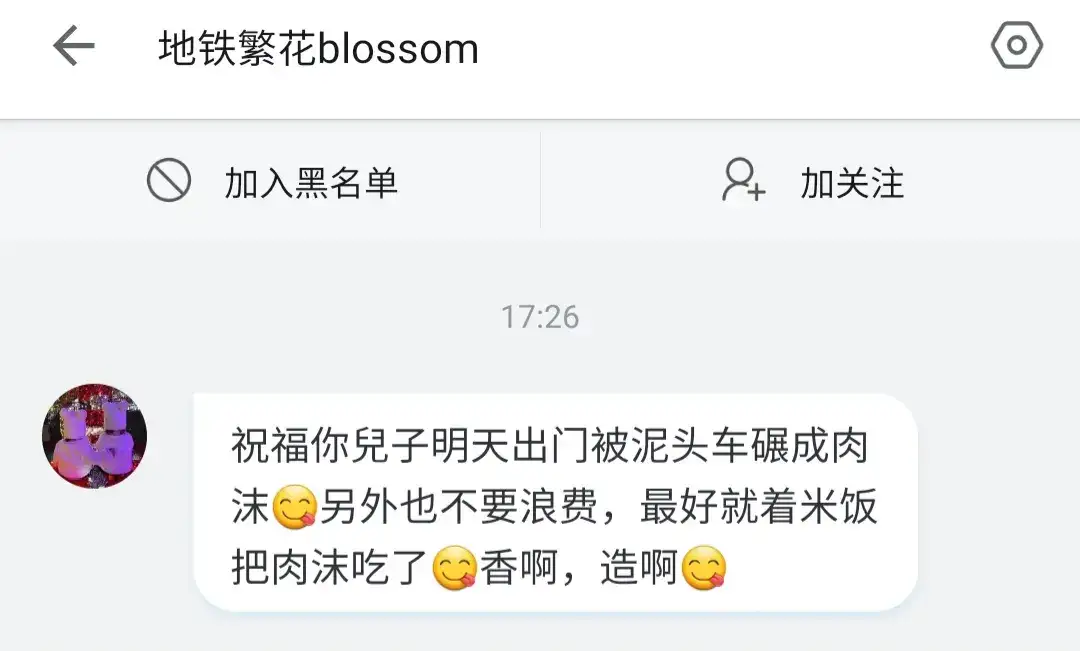 地铁繁花blossom
加入黑名单
加关注
17:26
祝福你兒子明天出门被泥头车碾成肉
沫😋另外也不要浪费，最好就着米饭
把肉沫吃了😋香啊，造啊😋